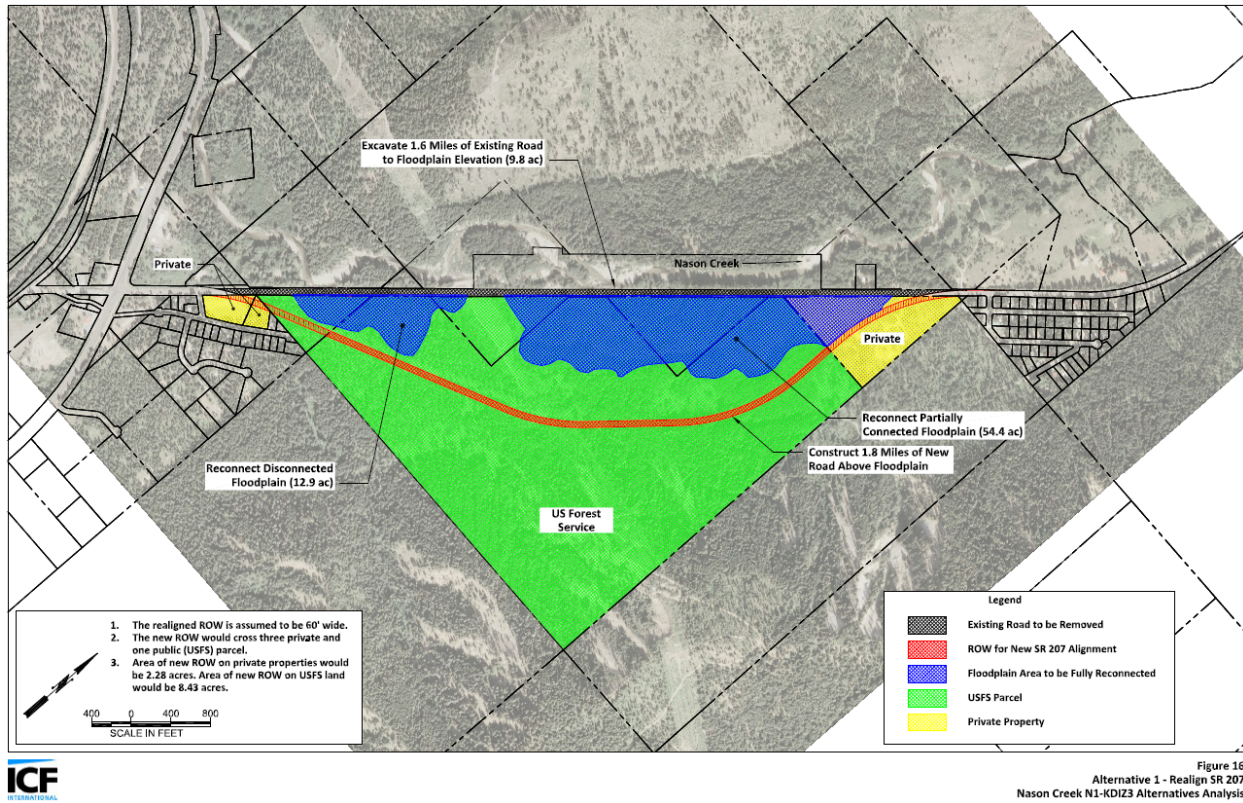 Excavate 1.6 Miles of Existing Road
to Floodplain Elevation (9.8 ac)
Private
Nason Creek
Private
Reconnect Partially
Connected Floodplain (54.4 ac)
Construct 1.8 Miles of New
Road Above Floodplain
Reconnect Disconnected
Floodplain (12.9 ac)
US Forest
Service
1. The realigned ROW is assumed to be 60' wide.
2. The new ROW would cross three private and
one public (USFS) parcel.
3. Area of new ROW on private properties would
be 2.28 acres. Area of new ROW on USFS land
would be 8.43 acres.
400 0 400 800
SCALE IN FEET
Legend
Existing Road to be Removed
ROW for New SR 207 Alignment
Floodplain Area to be Fully Reconnected
USFS Parcel
Private Property
ICF
INTERNATIONAL
Figure 16
Alternative 1 - Realign SR 207
Nason Creek N1-KDIZ3 Alternatives Analysis